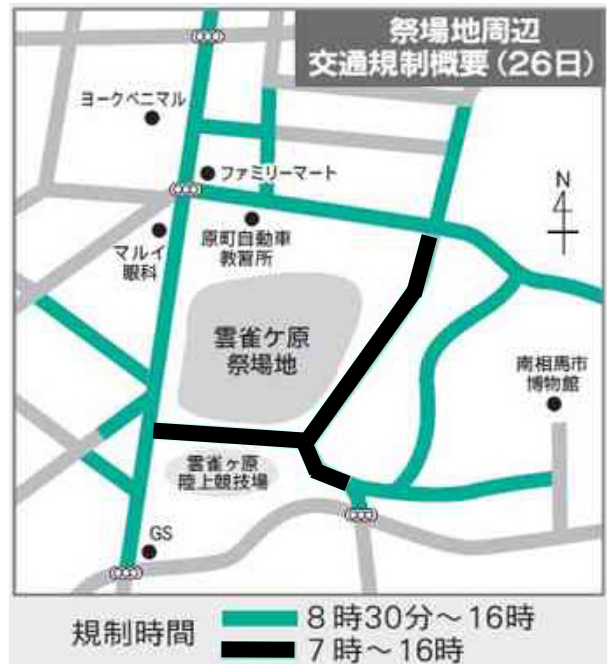 祭場地周辺
交通規制概要(26日)
ヨークベニマル
ファミリーマート
N
マルイ
眼科
原町自動車
教習所
雲雀ケ原
祭場地
南相馬市
博物館
雲雀ヶ原
陸上競技場
GS
規制時間
8時30分～16時
7時～16時